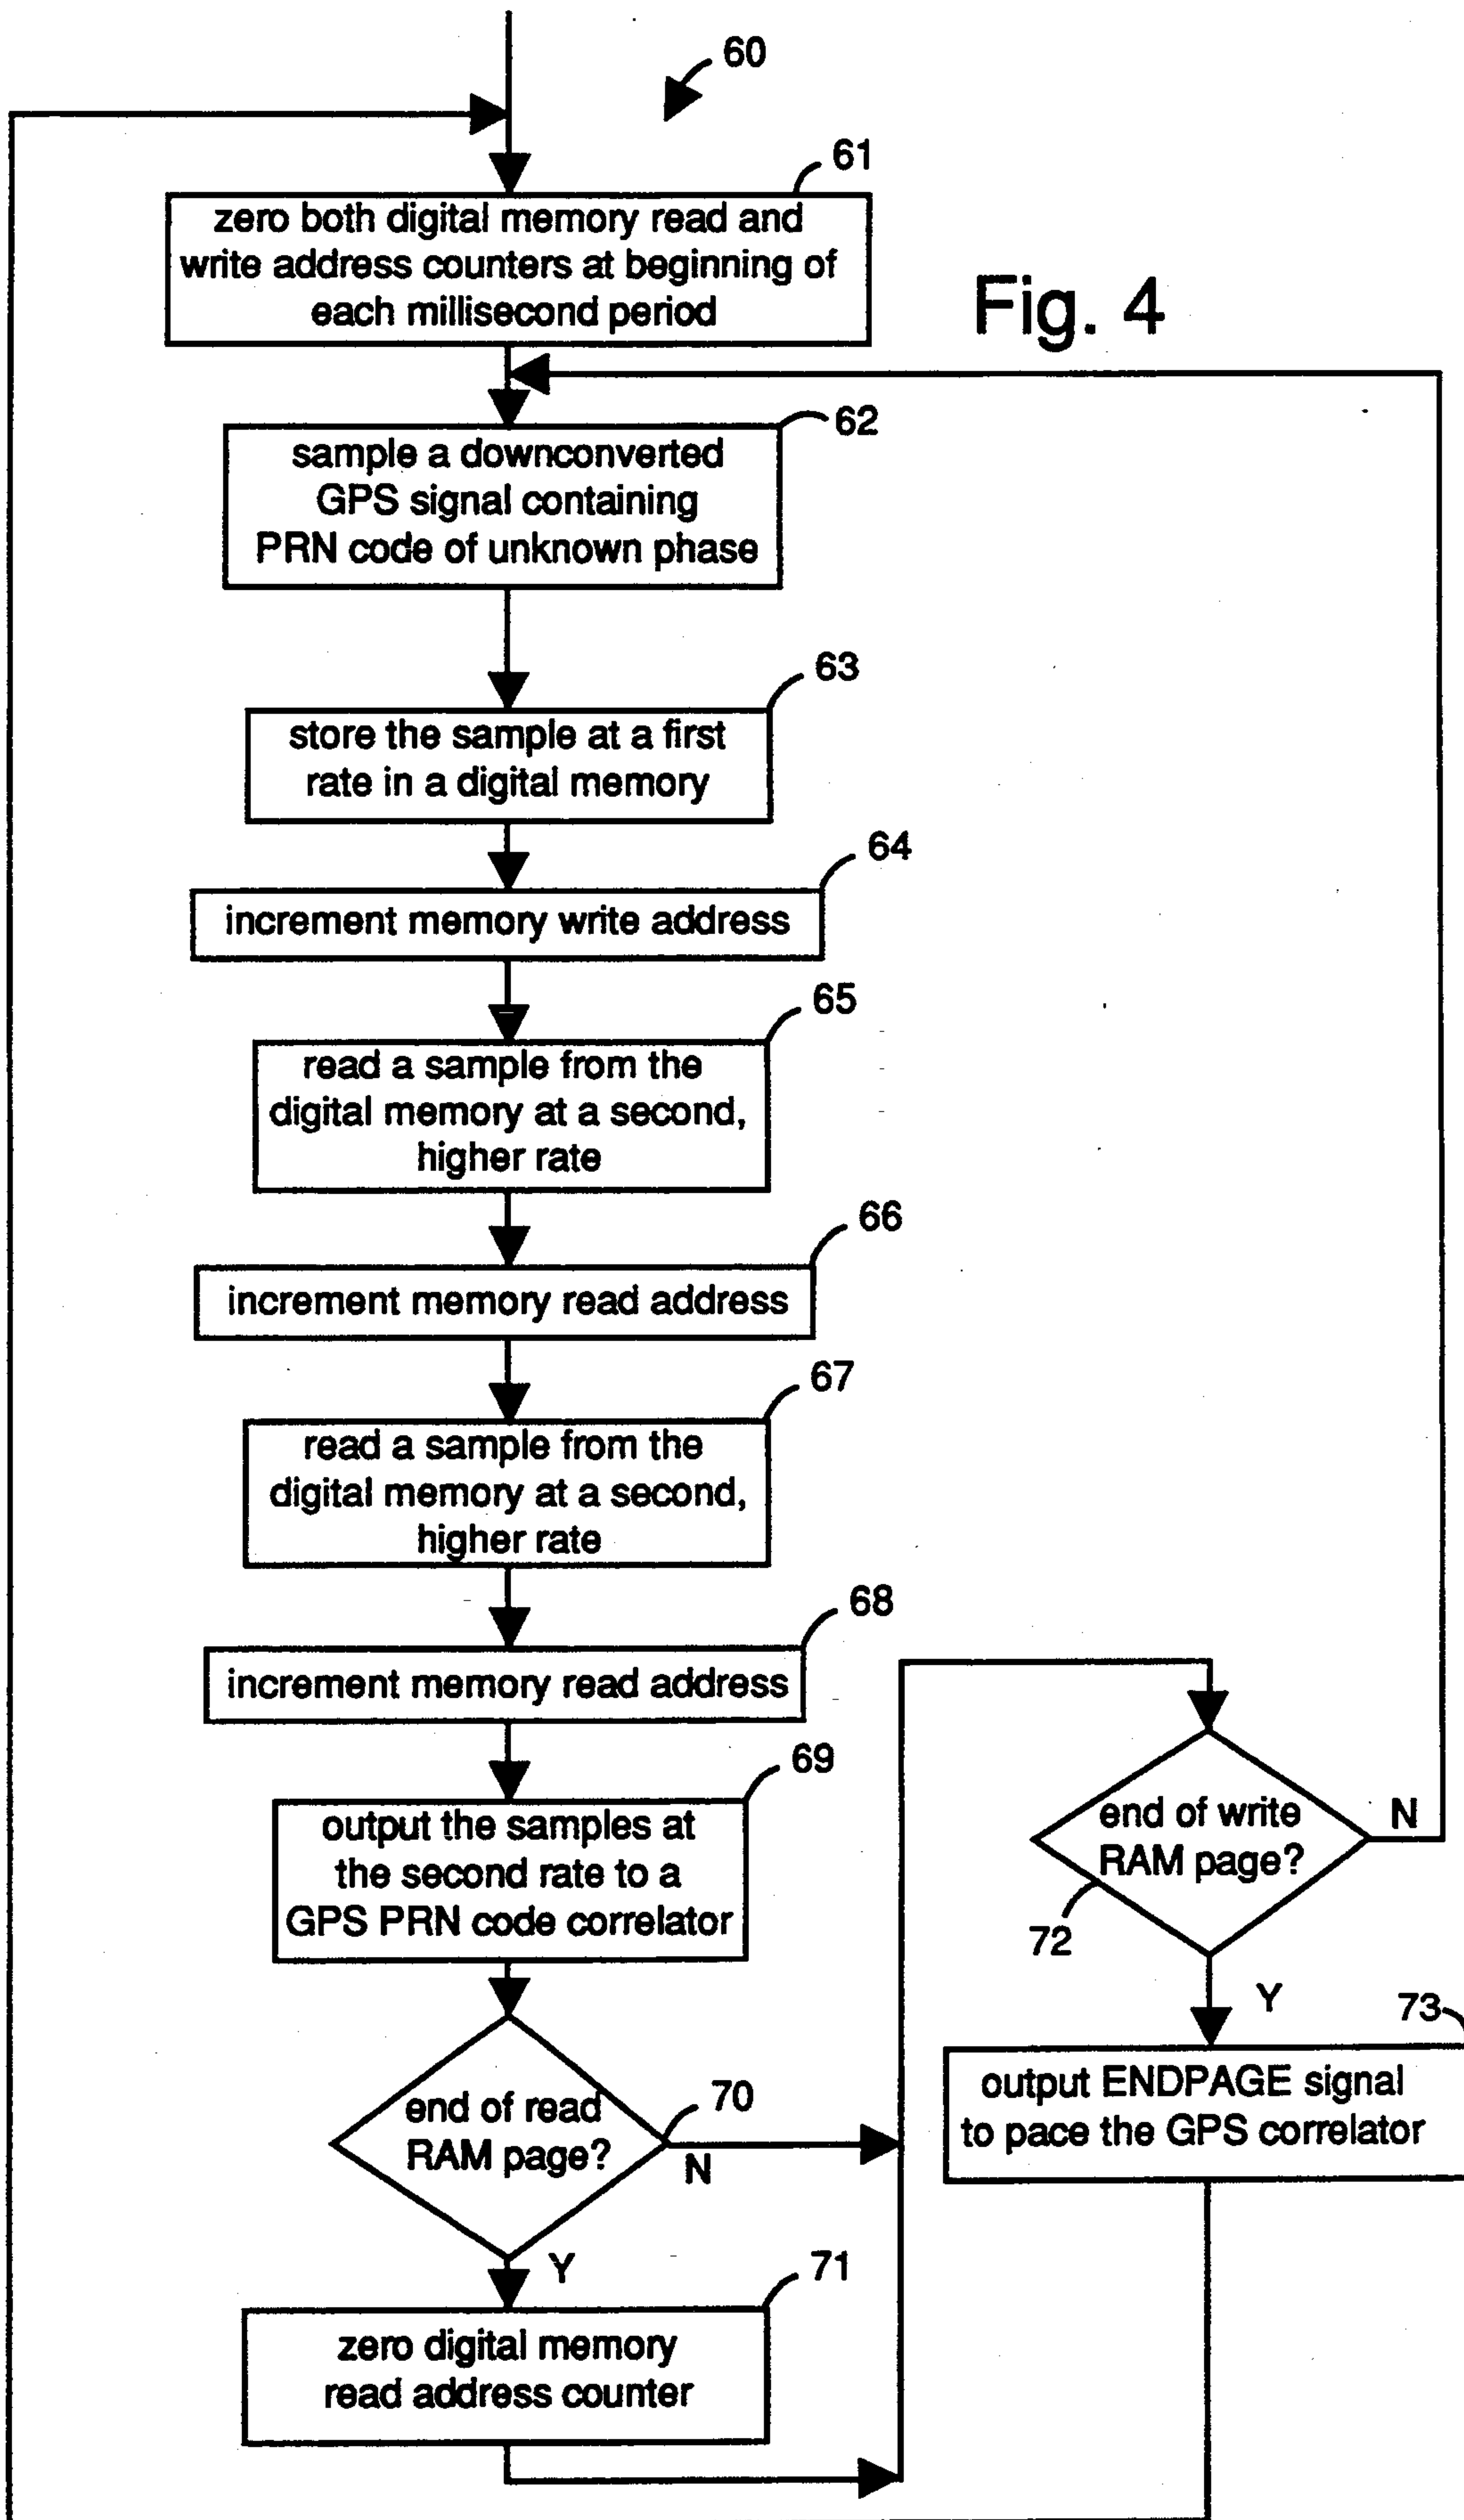 60
61
zero both digital memory read and
write address counters at beginning of
each millisecond period
Fig. 4
62
sample a downconverted
GPS signal containing
PRN code of unknown phase
63
store the sample at a first
rate in a digital memory
64
increment memory write address
65
read a sample from the
digital memory at a second,
higher rate
66
increment memory read address
67
read a sample from the
digital memory at a second,
higher rate
68
increment memory read address
69
output the samples at
the second rate to a
GPS PRN code correlator
70
end of read
RAM page?
N
Y
71
zero digital memory
read address counter
end of write
RAM page?
N
72
Y
73
output ENDPAGE signal
to pace the GPS correlator